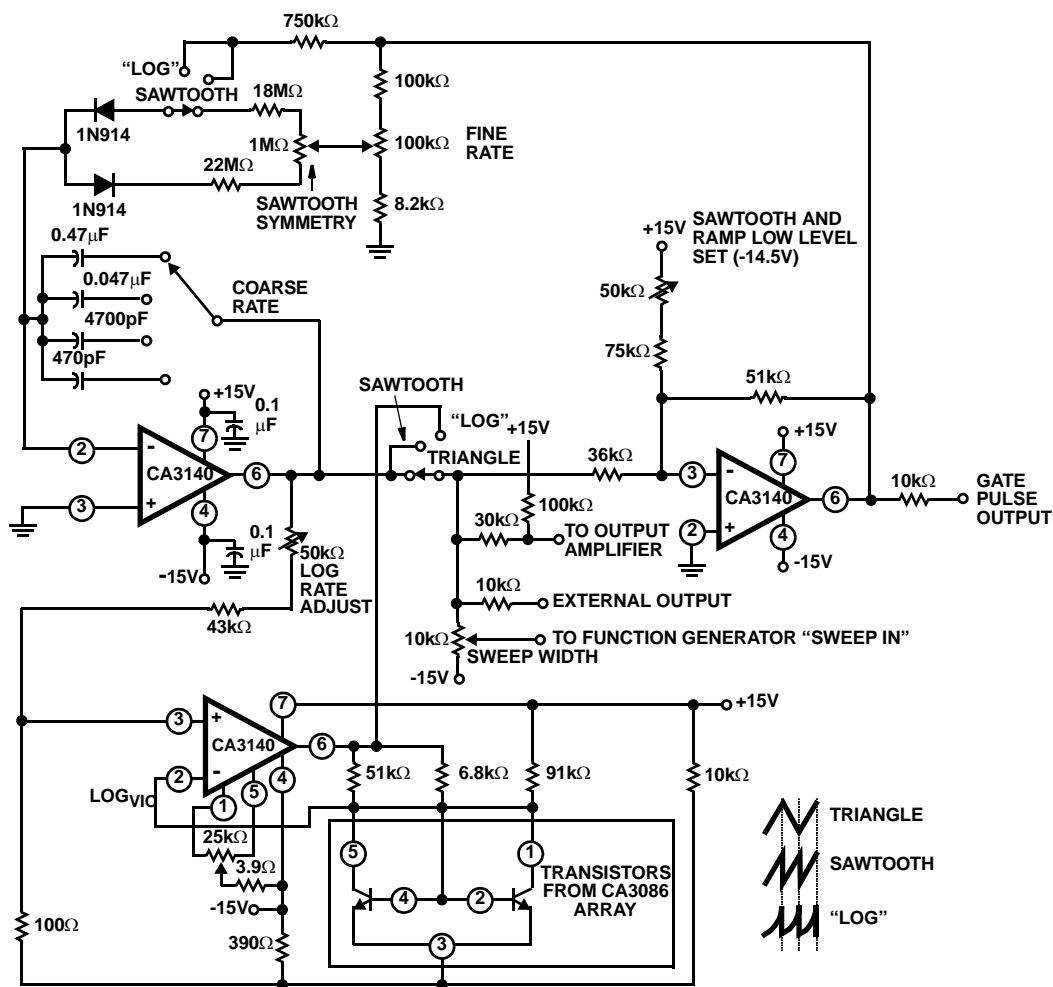 750kΩ
“LOG”
100kΩ
SAWTOOTH
18MΩ
1N914
1MΩ
100kΩ
FINE
RATE
22MΩ
1N914
SAWTOOTH
SYMMETRY
8.2kΩ
0.47μF
0.047μF
4700pF
470pF
COARSE
RATE
+15V
SAWTOOTH AND
RAMP LOW LEVEL
SET (-14.5V)
50kΩ
75kΩ
51kΩ
+15V
0.1
μF
7
2
-
CA3140
6
3
+
4
0.1
μF
-15V
SAWTOOTH
“LOG”
+15V
TRIANGLE
36kΩ
100kΩ
30kΩ
TO OUTPUT
AMPLIFIER
+15V
7
3
-
CA3140
6
2
+
4
-15V
10kΩ
GATE
PULSE
OUTPUT
50kΩ
LOG
RATE
ADJUST
43kΩ
10kΩ
EXTERNAL OUTPUT
10kΩ
TO FUNCTION GENERATOR “SWEEP IN”
SWEEP WIDTH
-15V
7
+15V
3
+
CA3140
6
2
-
LOGVIO
1
5
4
51kΩ
6.8kΩ
91kΩ
10kΩ
25kΩ
3.9Ω
-15V
100Ω
390Ω
5
1
4
2
3
TRANSISTORS
FROM CA3086
ARRAY
TRIANGLE
SAWTOOTH
“LOG”